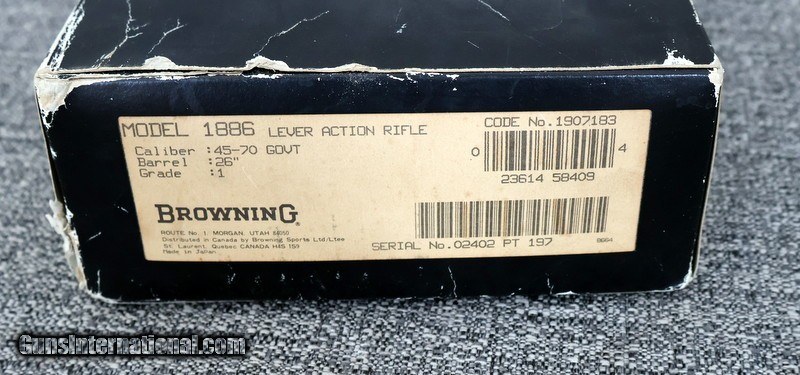 MODEL 1886 LEVER ACTION RIFLE
Caliber :45-70 GOVT
Barrel :26"
Grade :1
CODE No.1907183
0 4
23614 58409
BROWNING
ROUTE No. 1, MORGAN, UTAH 84050
Distributed in Canada by Browning Sports Ltd/Ltee
St. Laurent, Quebec CANADA H4S 1S9
Made in Japan
SERIAL No.02402 PT 197
8604
GunsInternational.com